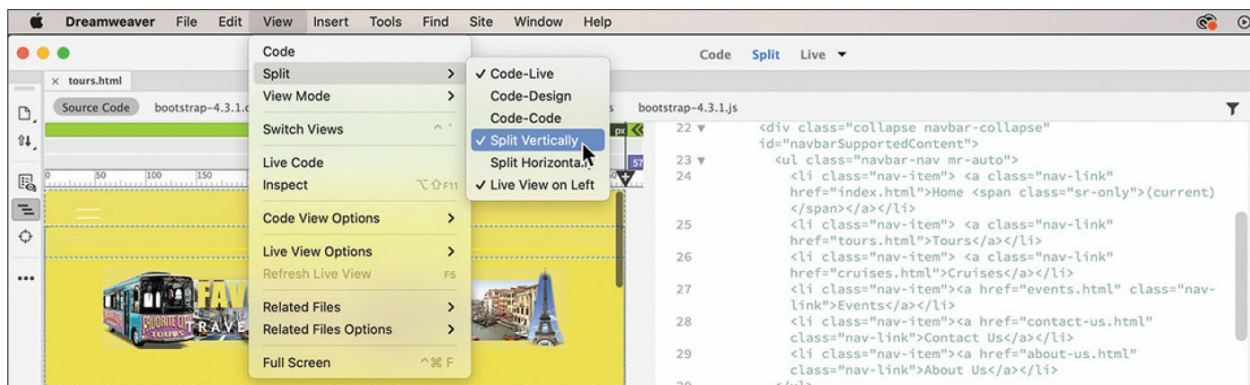 Dreamweaver File Edit View Insert Tools Find Site Window Help
Code Split Live
× tours.html
Source Code bootstrap-4.3.1.c s bootstrap-4.3.1.js
px
57
0 50 100 150
Code
Split
View Mode
Switch Views ^ `
Live Code
Inspect ⌥⇧F11
Code View Options
Live View Options
Refresh Live View F5
Related Files
Related Files Options
Full Screen ^⌘ F
✓ Code-Live
Code-Design
Code-Code
✓ Split Vertically
Split Horizonta
✓ Live View on Left
FAV
FAVORITE CITY
TOURS
TRAVE
22 <div class="collapse navbar-collapse"
id="navbarSupportedContent">
23 <ul class="navbar-nav mr-auto">
24 <li class="nav-item"> <a class="nav-link"
href="index.html">Home <span class="sr-only">(current)
</span></a></li>
25 <li class="nav-item"> <a class="nav-link"
href="tours.html">Tours</a></li>
26 <li class="nav-item"> <a class="nav-link"
href="cruises.html">Cruises</a></li>
27 <li class="nav-item"><a href="events.html" class="nav-
link">Events</a></li>
28 <li class="nav-item"><a href="contact-us.html"
class="nav-link">Contact Us</a></li>
29 <li class="nav-item"><a href="about-us.html"
class="nav-link">About Us</a></li>